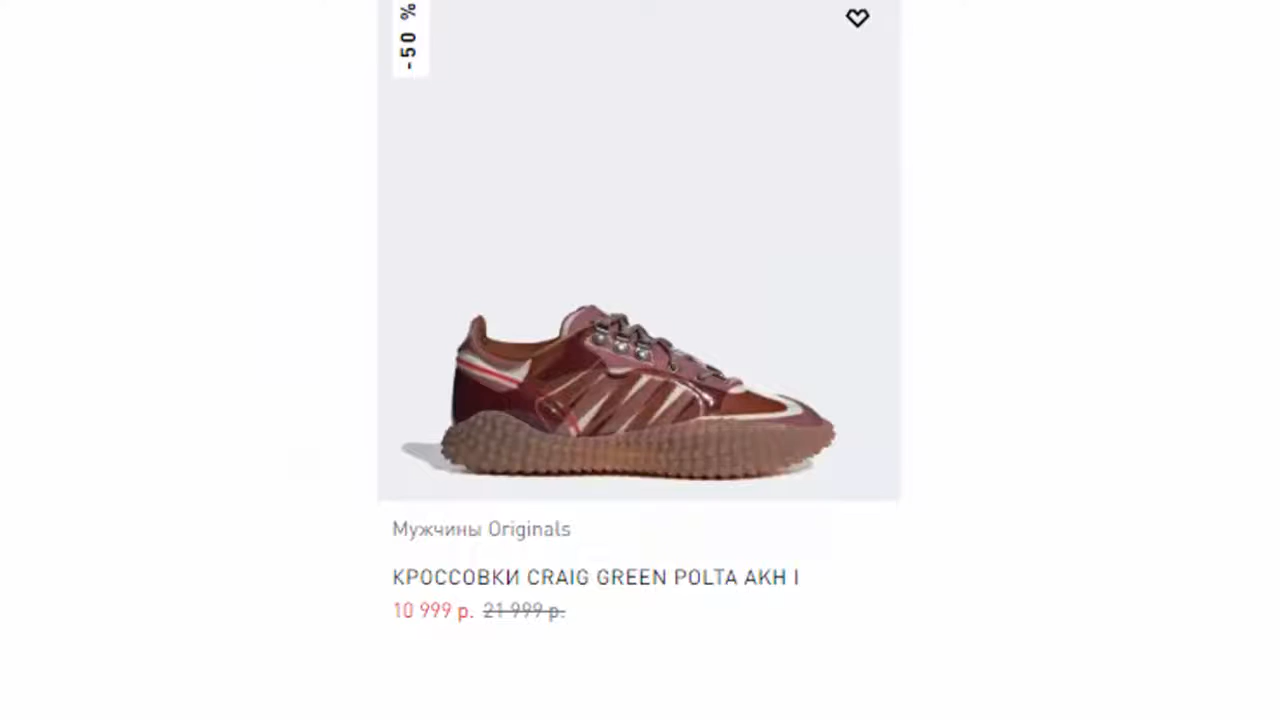 -50 %
Мужчины Originals
КРОССОВКИ CRAIG GREEN POLTA AKH I
10 999 р. 21 999 р.